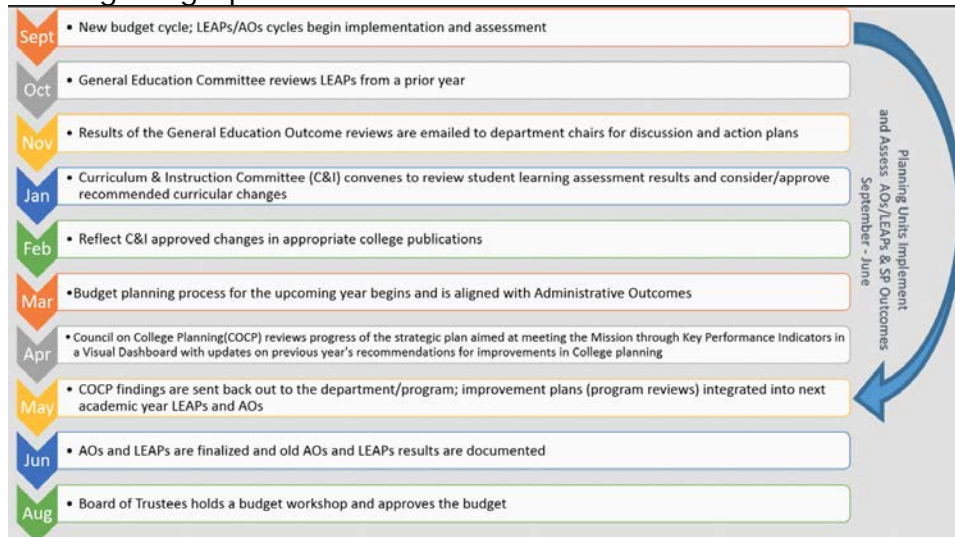 Sept
• New budget cycle; LEAPs/AOs cycles begin implementation and assessment
Oct
• General Education Committee reviews LEAPs from a prior year
Nov
• Results of the General Education Outcome reviews are emailed to department chairs for discussion and action plans
Jan
• Curriculum & Instruction Committee (C&I) convenes to review student learning assessment results and consider/approve
recommended curricular changes
Feb
• Reflect C&I approved changes in appropriate college publications
Mar
•Budget planning process for the upcoming year begins and is aligned with Administrative Outcomes
Apr
• Council on College Planning(COCP) reviews progress of the strategic plan aimed at meeting the Mission through Key Performance Indicators in
a Visual Dashboard with updates on previous year's recommendations for improvements in College planning
May
• COCP findings are sent back out to the department/program; improvement plans (program reviews) integrated into next
academic year LEAPs and AOs
Jun
• AOs and LEAPs are finalized and old AOs and LEAPs results are documented
Aug
• Board of Trustees holds a budget workshop and approves the budget
Planning Units Implement
and Assess AOs/LEAPs & SP Outcomes
September - June